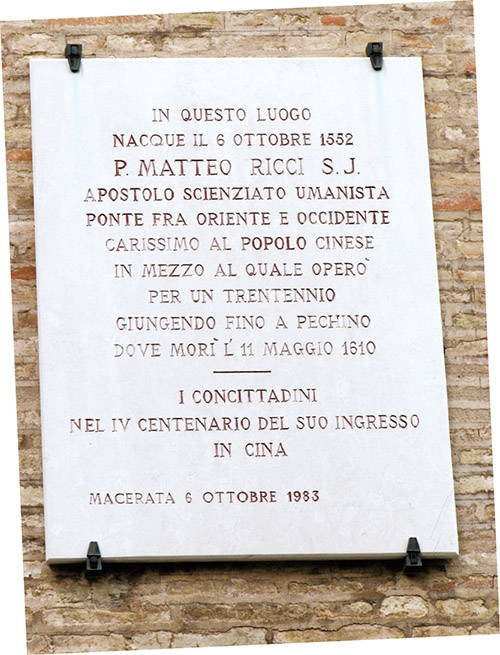 IN QUESTO LUOGO
NACQUE IL 6 OTTOBRE 1552
P. MATTEO RICCI S.J.
APOSTOLO SCIENZIATO UMANISTA
PONTE FRA ORIENTE E OCCIDENTE
CARISSIMO AL POPOLO CINESE
IN MEZZO AL QUALE OPERÒ
PER UN TRENTENNIO
GIUNGENDO FINO A PECHINO
DOVE MORÌ L'11 MAGGIO 1610
I CONCITTADINI
NEL IV CENTENARIO DEL SUO INGRESSO
IN CINA
MACERATA 6 OTTOBRE 1983